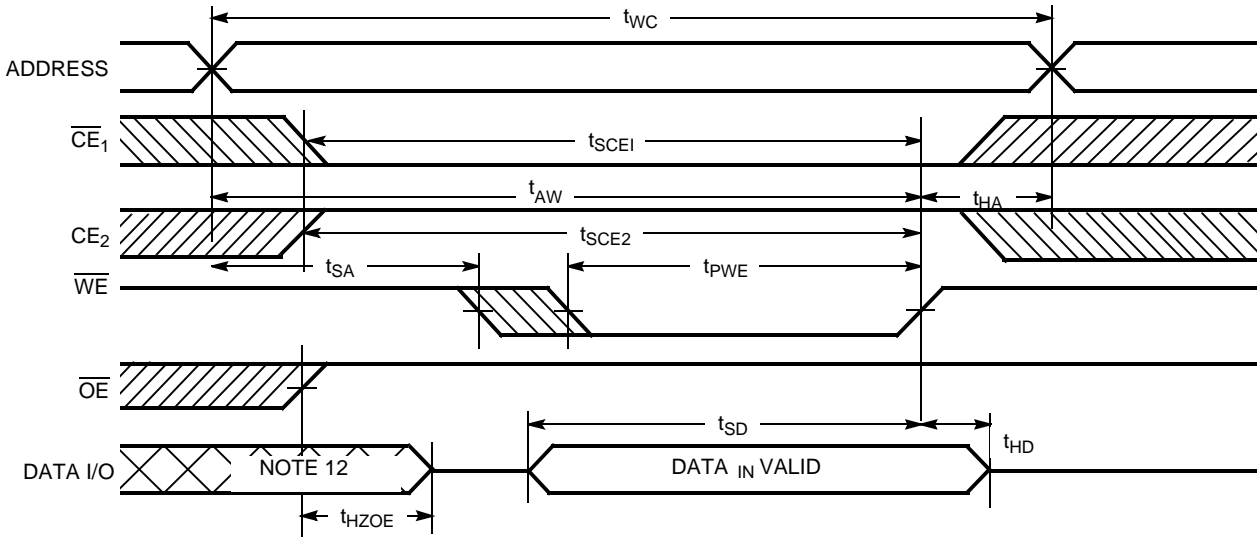 tWC
ADDRESS
CE1
tSCEI
tAW
tHA
CE2
tSCE2
tSA
tPWE
WE
OE
tSD
tHD
DATA I/O
NOTE 12
DATA IN VALID
tHZOE